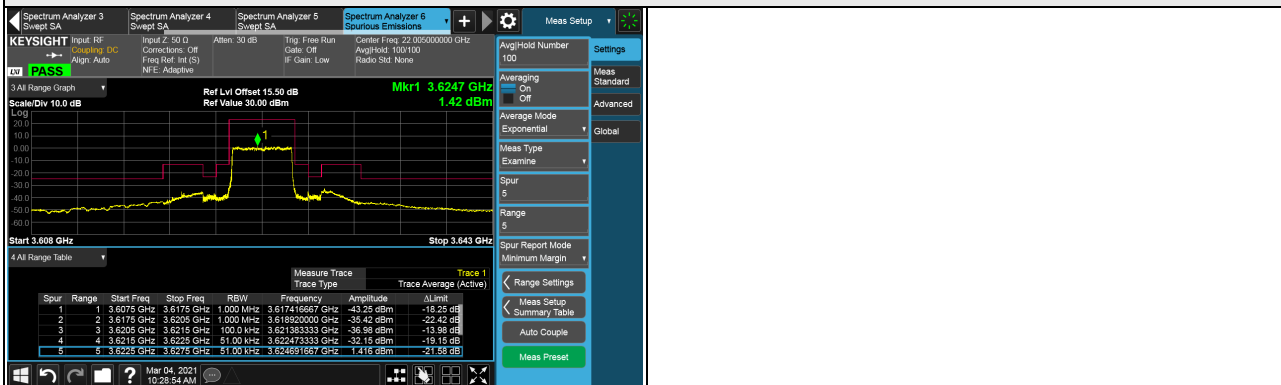 Spectrum Analyzer 3
Swept SA
Spectrum Analyzer 4
Swept SA
Spectrum Analyzer 5
Swept SA
Spectrum Analyzer 6
Spurious Emissions
Meas Setup
KEYSIGHT
Input: RF
Coupling: DC
Align: Auto
Input Z: 50 Ω
Corrections: Off
Freq Ref: Int (S)
NFE: Adaptive
Atten: 30 dB
Trig: Free Run
Gate: Off
IF Gain: Low
Center Freq: 22.005000000 GHz
Avg|Hold: 100/100
Radio Std: None
LXI
PASS
3 All Range Graph
Scale/Div 10.0 dB
Ref Lvl Offset 15.50 dB
Ref Value 30.00 dBm
Mkr1 3.6247 GHz
1.42 dBm
Log
20.0
10.0
0.00
-10.0
-20.0
-30.0
-40.0
-50.0
-60.0
1
Start 3.608 GHz
Stop 3.643 GHz
4 All Range Table
Measure Trace Trace 1
Trace Type Trace Average (Active)
Spur Range Start Freq Stop Freq RBW Frequency Amplitude ΔLimit
1 1 3.6075 GHz 3.6175 GHz 1.000 MHz 3.617416667 GHz -43.25 dBm -18.25 dB
2 2 3.6175 GHz 3.6205 GHz 1.000 MHz 3.618920000 GHz -35.42 dBm -22.42 dB
3 3 3.6205 GHz 3.6215 GHz 100.0 kHz 3.621383333 GHz -36.98 dBm -13.98 dB
4 4 3.6215 GHz 3.6225 GHz 51.00 kHz 3.622473333 GHz -32.15 dBm -19.15 dB
5 5 3.6225 GHz 3.6275 GHz 51.00 kHz 3.624691667 GHz 1.416 dBm -21.58 dB
Mar 04, 2021
10:28:54 AM
?
Avg|Hold Number
100
Averaging
On
Off
Average Mode
Exponential
Meas Type
Examine
Spur
5
Range
5
Spur Report Mode
Minimum Margin
Range Settings
Meas Setup
Summary Table
Auto Couple
Meas Preset
Settings
Meas
Standard
Advanced
Global